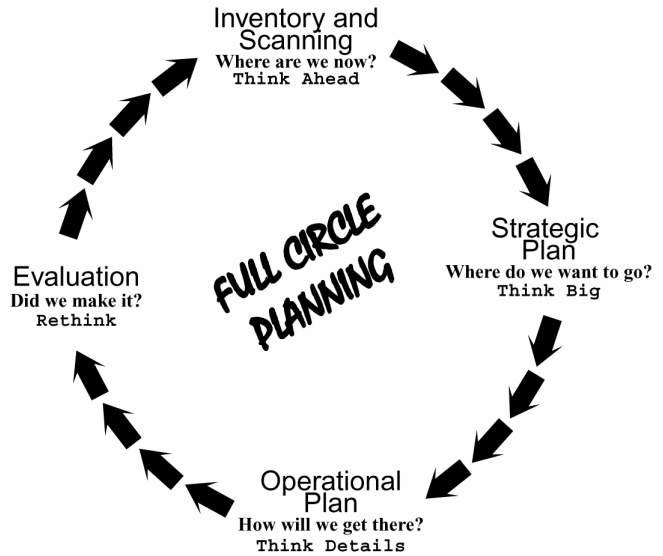 Inventory and
Scanning
Where are we now?
Think Ahead
Strategic
Plan
Where do we want to go?
Think Big
Operational
Plan
How will we get there?
Think Details
Evaluation
Did we make it?
Rethink
FULL CIRCLE
PLANNING